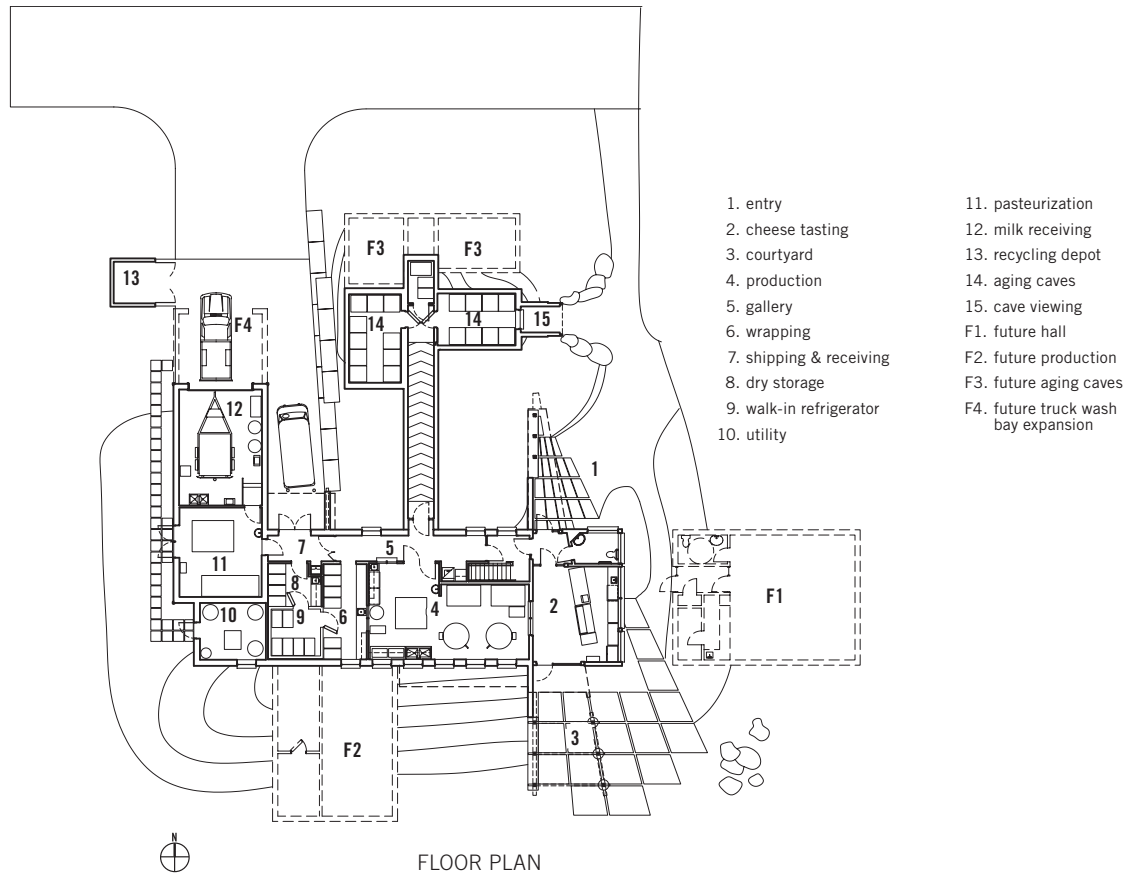 1. entry
2. cheese tasting
3. courtyard
4. production
5. gallery
6. wrapping
7. shipping & receiving
8. dry storage
9. walk-in refrigerator
10. utility
11. pasteurization
12. milk receiving
13. recycling depot
14. aging caves
15. cave viewing
F1. future hall
F2. future production
F3. future aging caves
F4. future truck wash
bay expansion
F3 F3
13
14 14 15
F4
12
1
7 5
11
8
10 9 6 4 2
F1
3
F2
N
FLOOR PLAN